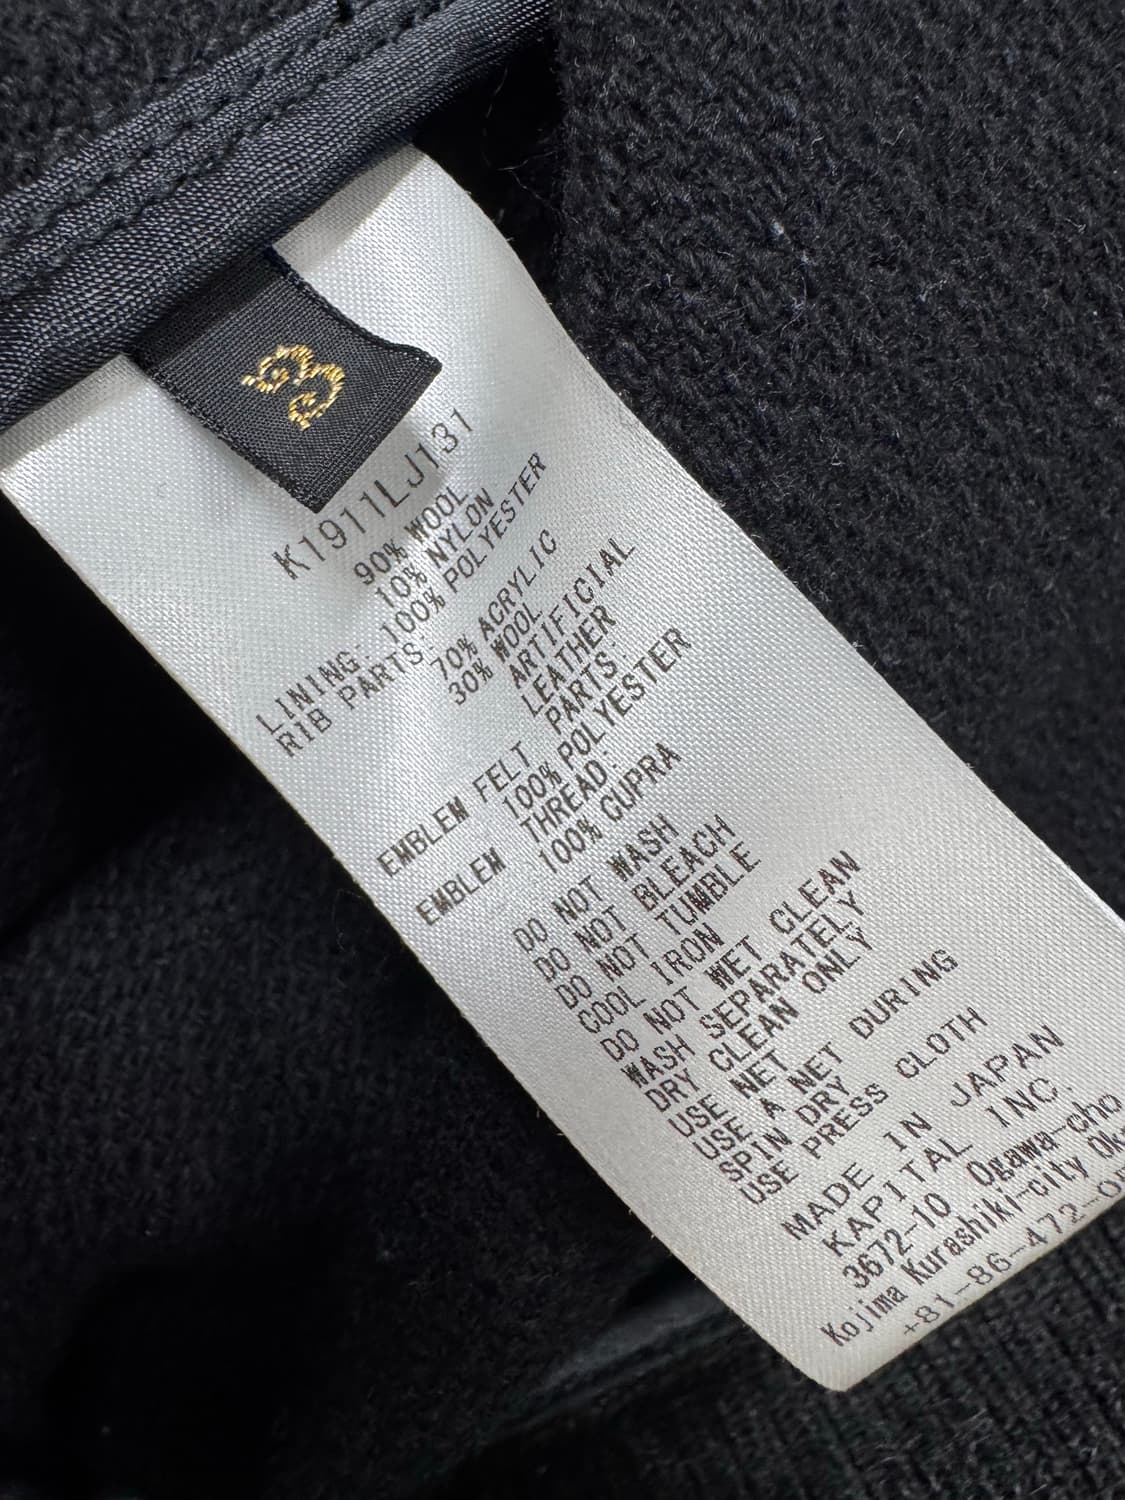 3
K1911LJ131
90% WOOL
10% NYLON
LINING: 100% POLYESTER
RIB PARTS:
70% ACRYLIC
30% WOOL
ARTIFICIAL
LEATHER
EMBLEM FELT PARTS:
100% POLYESTER
EMBLEM THREAD:
100% CUPRA
DO NOT WASH
DO NOT BLEACH
DO NOT TUMBLE
COOL IRON
DO NOT WET CLEAN
WASH SEPARATELY
DRY CLEAN ONLY
USE NET
USE A NET DURING
SPIN DRY
USE PRESS CLOTH
MADE IN JAPAN
KAPITAL INC.
3672-10 Ogawa-cho
Kojima Kurashiki-city
+81-86-472-